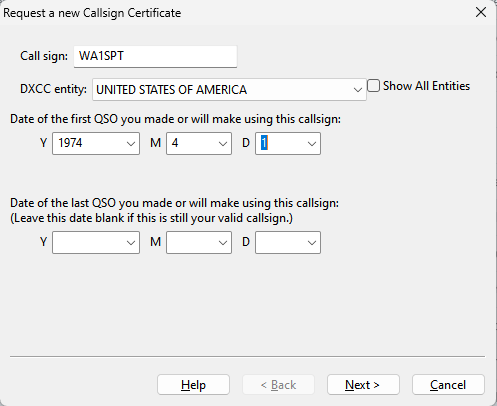 Request a new Callsign Certificate
Call sign: WA1SPT
DXCC entity: UNITED STATES OF AMERICA Show All Entities
Date of the first QSO you made or will make using this callsign:
Y 1974 M 4 D 1
Date of the last QSO you made or will make using this callsign:
(Leave this date blank if this is still your valid callsign.)
Y M D
Help < Back Next > Cancel